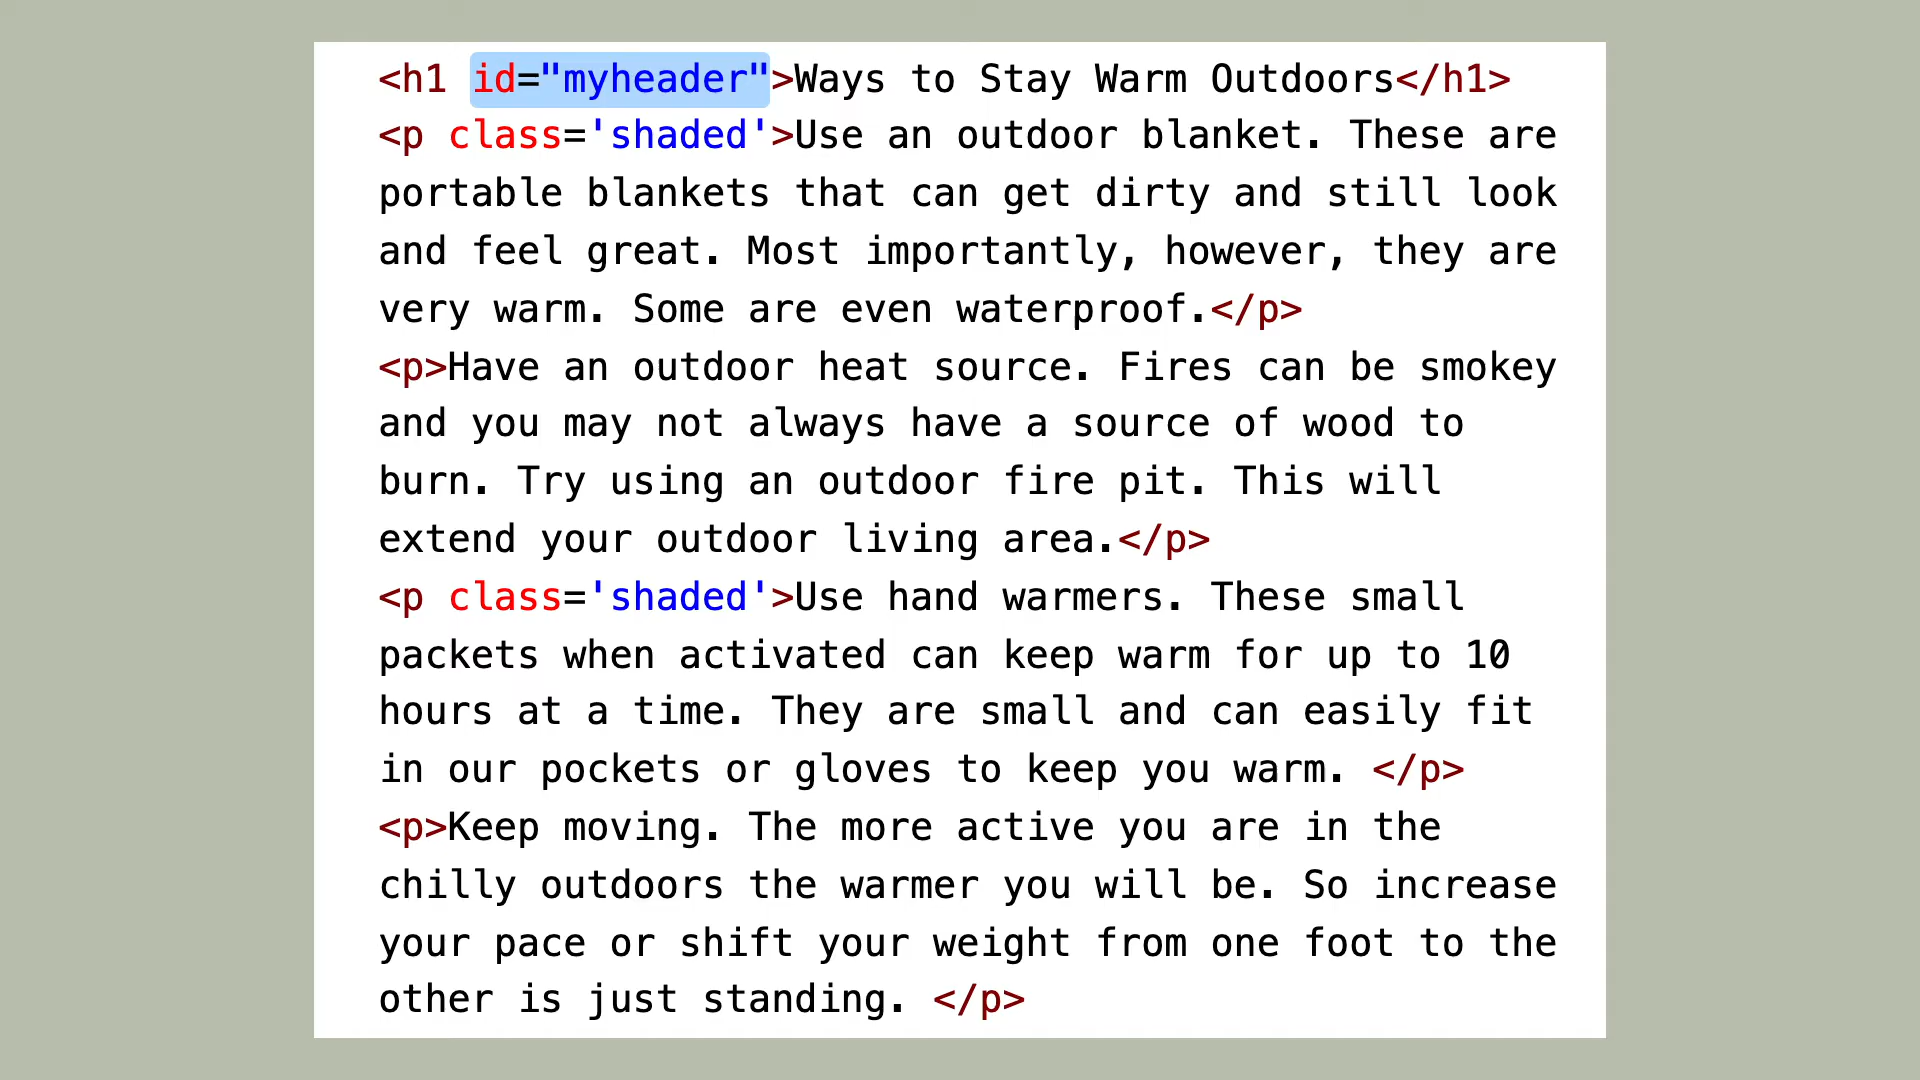 <h1 id="myheader">Ways to Stay Warm Outdoors</h1>
<p class='shaded'>Use an outdoor blanket. These are
portable blankets that can get dirty and still look
and feel great. Most importantly, however, they are
very warm. Some are even waterproof.</p>
<p>Have an outdoor heat source. Fires can be smokey
and you may not always have a source of wood to
burn. Try using an outdoor fire pit. This will
extend your outdoor living area.</p>
<p class='shaded'>Use hand warmers. These small
packets when activated can keep warm for up to 10
hours at a time. They are small and can easily fit
in our pockets or gloves to keep you warm. </p>
<p>Keep moving. The more active you are in the
chilly outdoors the warmer you will be. So increase
your pace or shift your weight from one foot to the
other is just standing. </p>